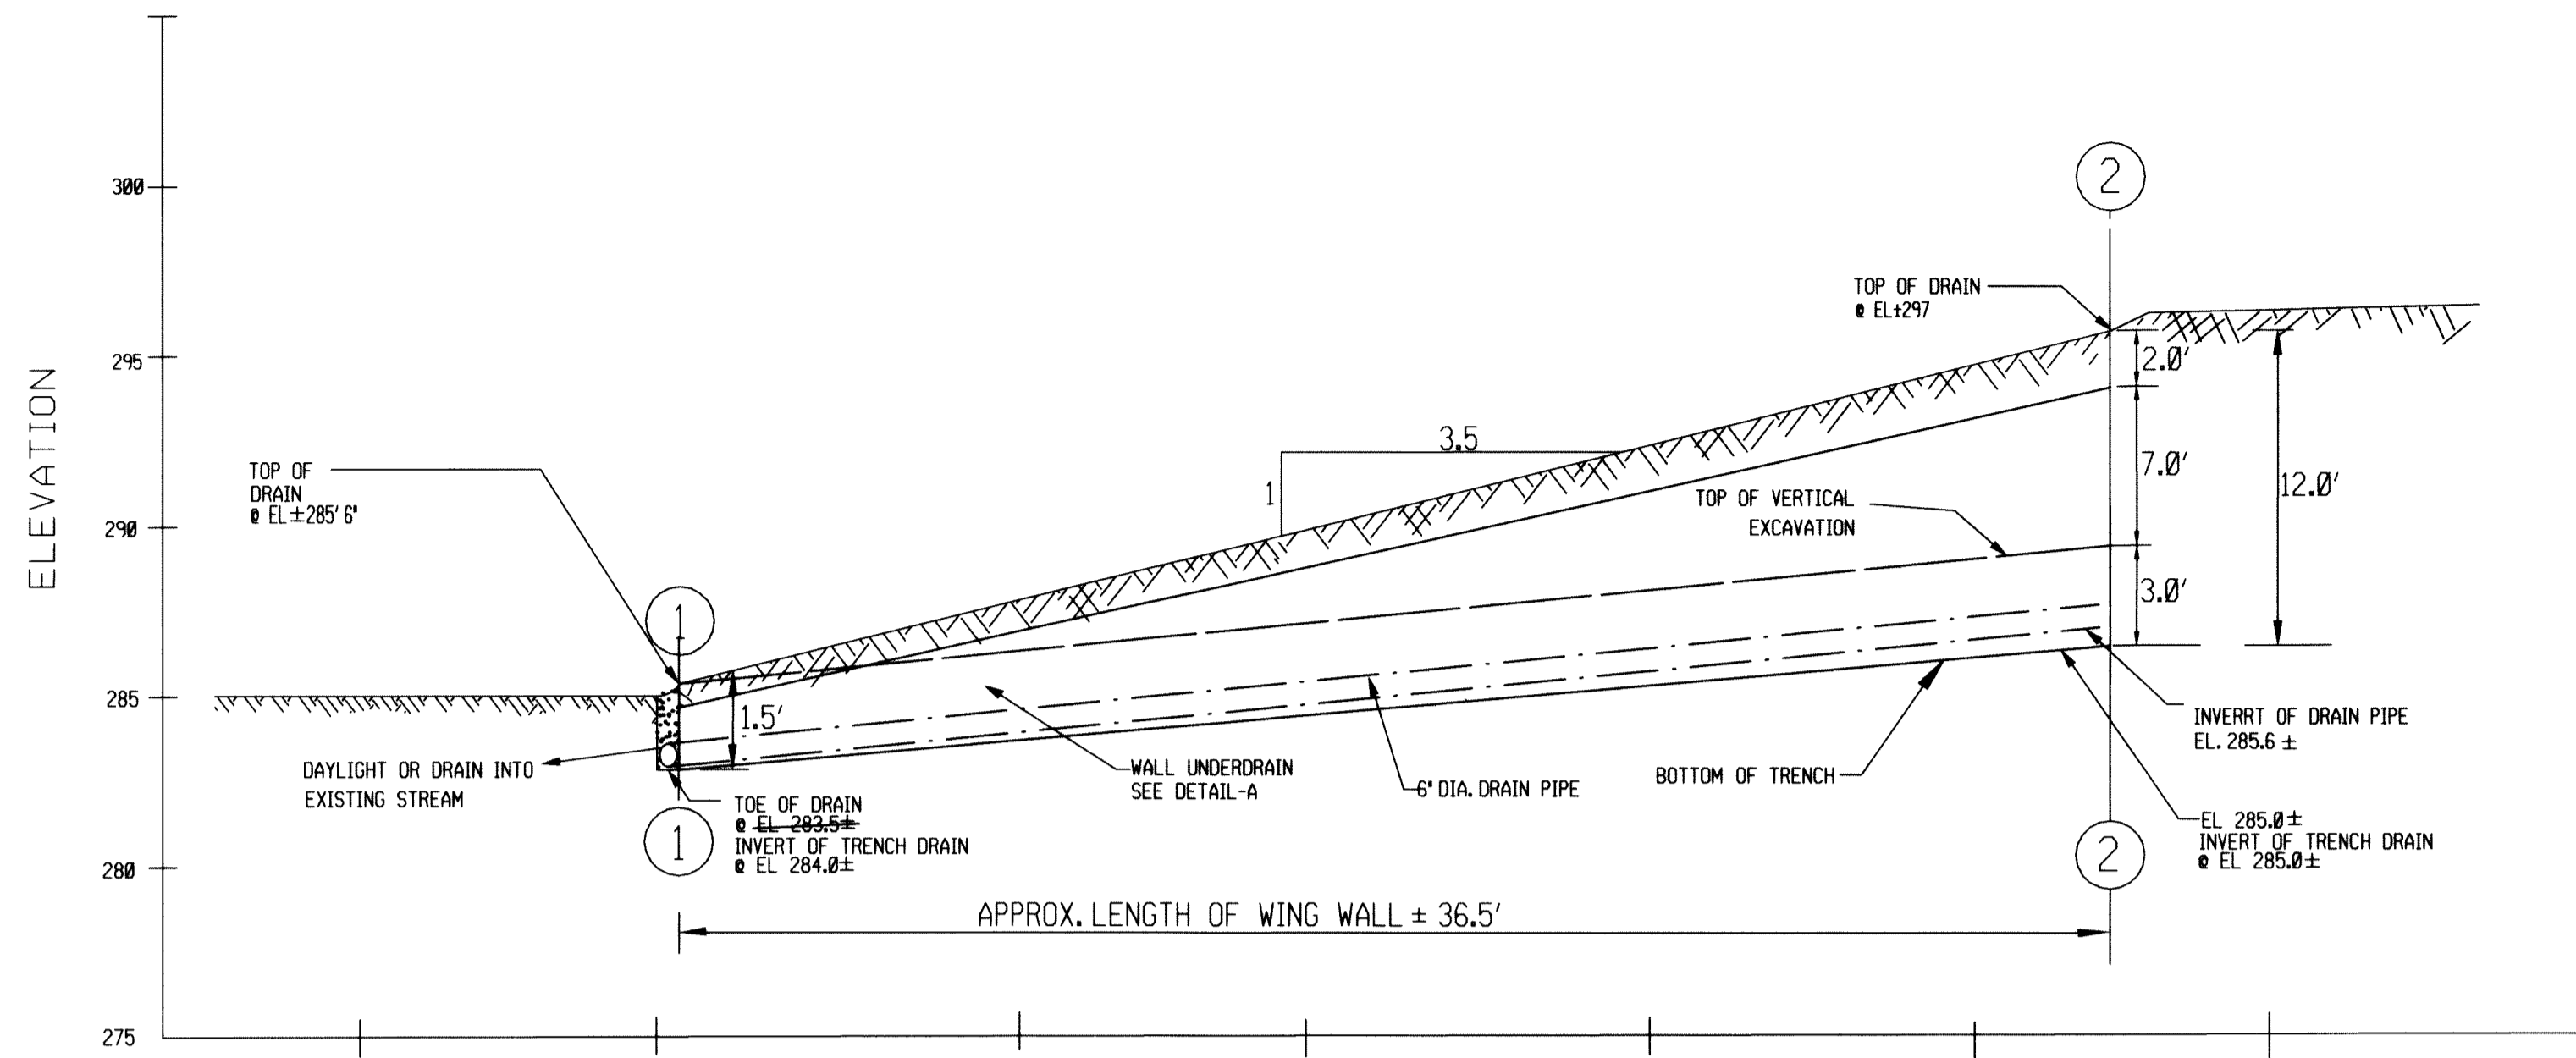 ELEVATION
300
295
290
285
280
275
TOP OF
DRAIN
@ EL±285'6"
1
3.5
1
TOP OF DRAIN
@ EL±297
2
2.0'
7.0'
12.0'
3.0'
TOP OF VERTICAL
EXCAVATION
1.5'
DAYLIGHT OR DRAIN INTO
EXISTING STREAM
TOE OF DRAIN
@ EL 283.5±
INVERT OF TRENCH DRAIN
@ EL 284.0±
1
WALL UNDERDRAIN
SEE DETAIL-A
6" DIA. DRAIN PIPE
BOTTOM OF TRENCH
INVERRT OF DRAIN PIPE
EL. 285.6 ±
EL 285.0±
INVERT OF TRENCH DRAIN
@ EL 285.0±
2
APPROX. LENGTH OF WING WALL ± 36.5'